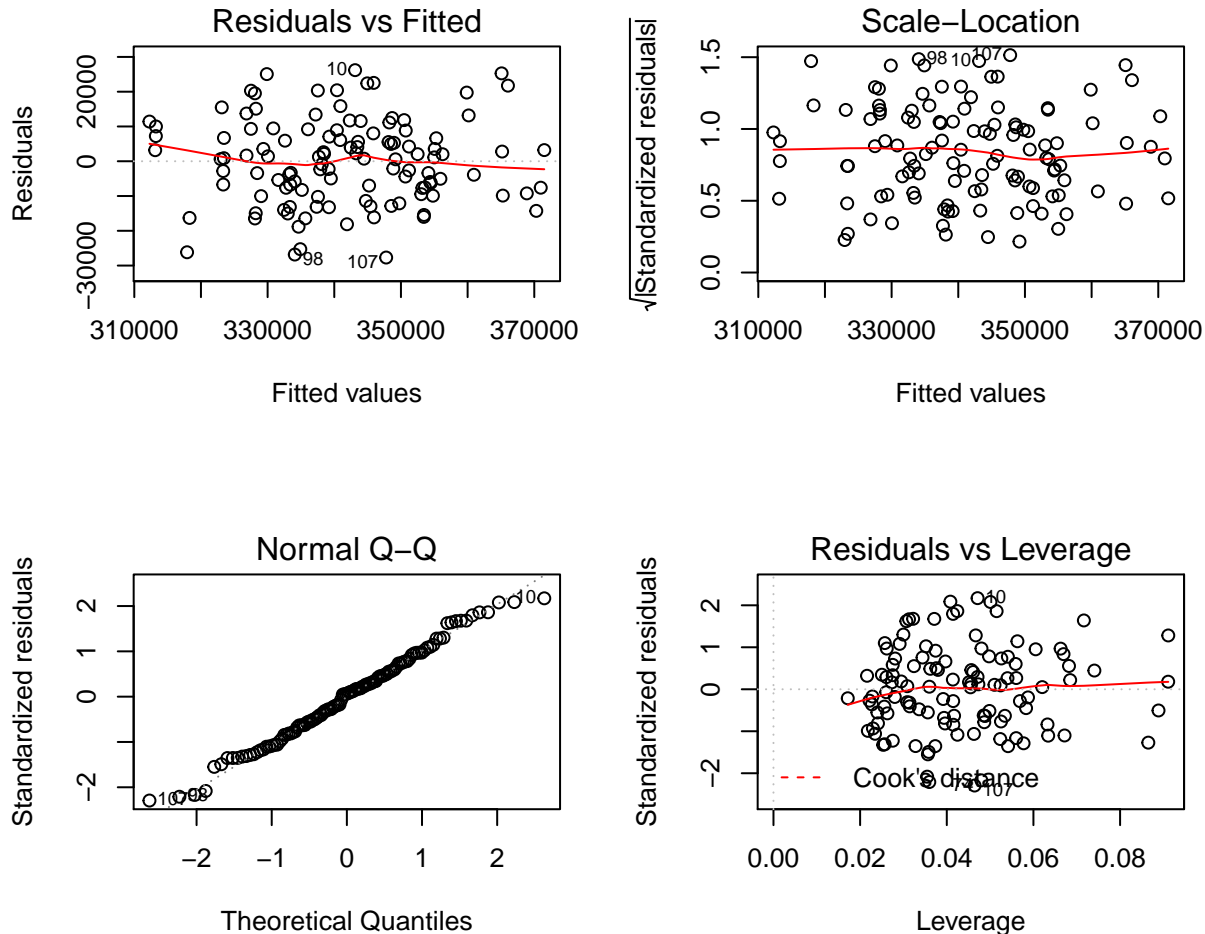 Residuals vs Fitted
Residuals
20000
0
−30000
10
98
107
310000 330000 350000 370000
Fitted values
Scale−Location
√|Standardized residuals|
1.5
1.0
0.5
0.0
98
10
107
310000 330000 350000 370000
Fitted values
Normal Q−Q
Standardized residuals
2
1
0
−2
10
107
98
−2 −1 0 1 2
Theoretical Quantiles
Residuals vs Leverage
Standardized residuals
2
1
0
−2
10
107
Cook's distance
0.00 0.02 0.04 0.06 0.08
Leverage